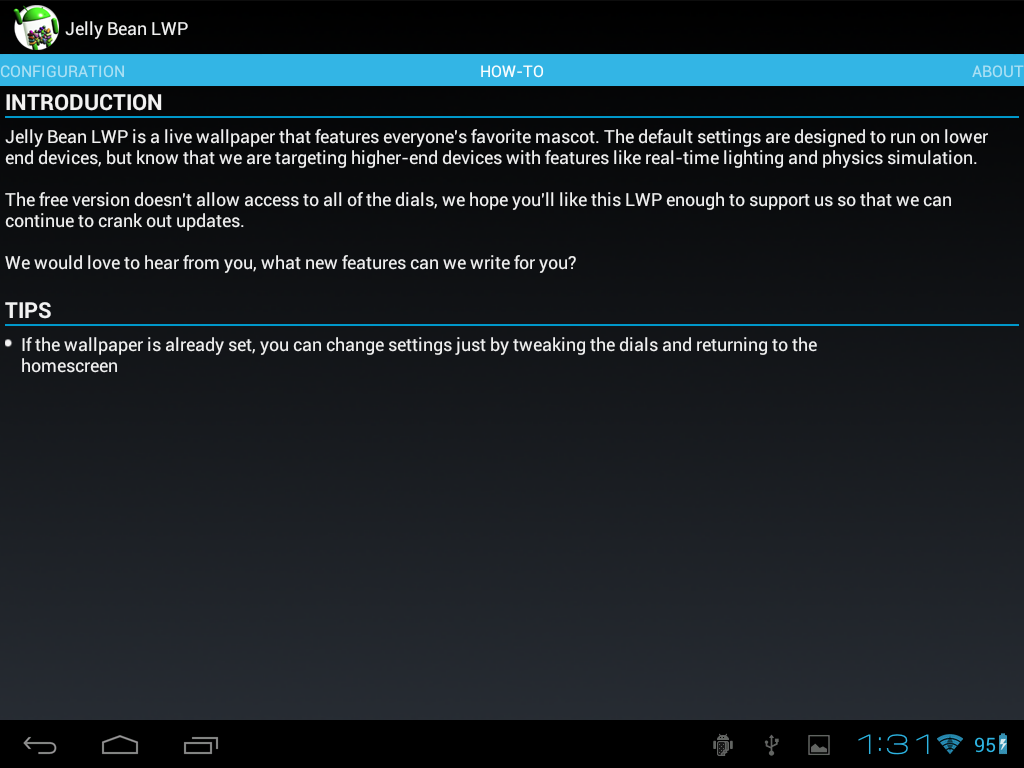 Jelly Bean LWP
CONFIGURATION HOW-TO ABOUT
INTRODUCTION
Jelly Bean LWP is a live wallpaper that features everyone's favorite mascot. The default settings are designed to run on lower
end devices, but know that we are targeting higher-end devices with features like real-time lighting and physics simulation.
The free version doesn't allow access to all of the dials, we hope you'll like this LWP enough to support us so that we can
continue to crank out updates.
We would love to hear from you, what new features can we write for you?
TIPS
• If the wallpaper is already set, you can change settings just by tweaking the dials and returning to the
homescreen
1:31 95